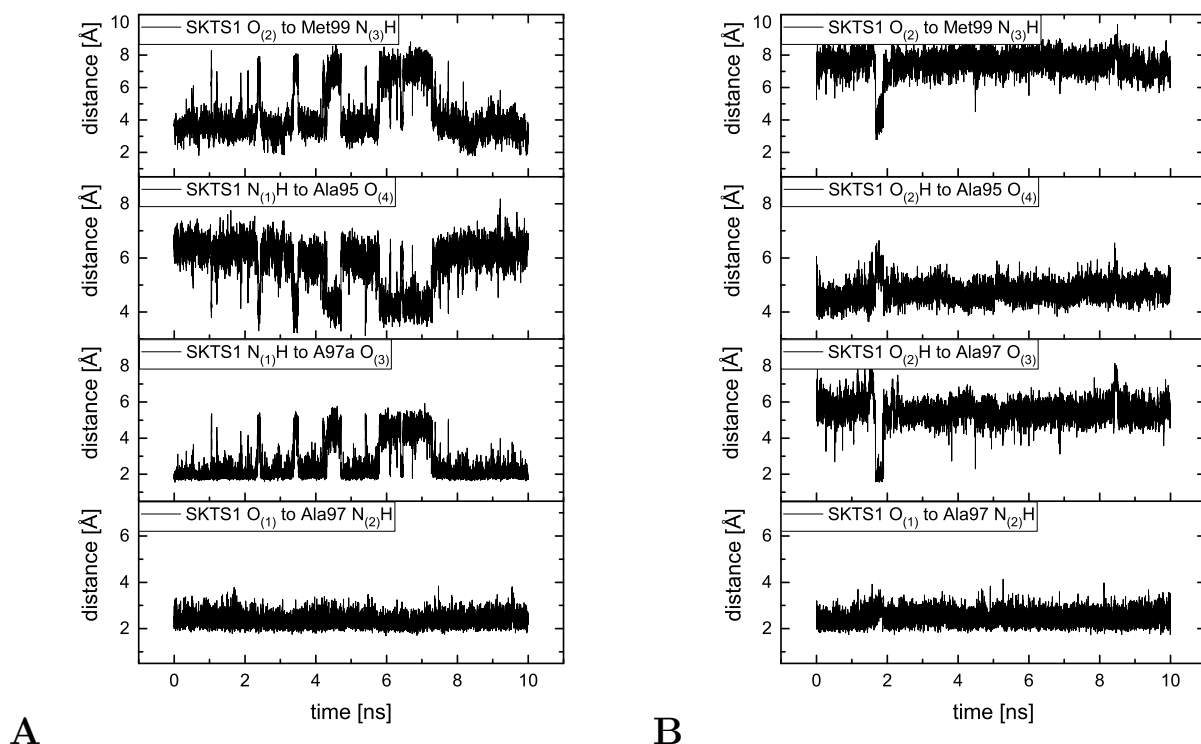 SKTS1 O(2) to Met99 N(3)H
distance [Å]
10
8
6
4
2
SKTS1 N(1)H to Ala95 O(4)
distance [Å]
8
6
4
SKTS1 N(1)H to A97a O(3)
distance [Å]
8
6
4
2
SKTS1 O(1) to Ala97 N(2)H
distance [Å]
6
4
2
0 2 4 6 8 10
time [ns]
A
SKTS1 O(2) to Met99 N(3)H
distance [Å]
10
8
6
4
2
SKTS1 O(2)H to Ala95 O(4)
distance [Å]
8
6
4
SKTS1 O(2)H to Ala97 O(3)
distance [Å]
8
6
4
2
SKTS1 O(1) to Ala97 N(2)H
distance [Å]
6
4
2
0 2 4 6 8 10
time [ns]
B